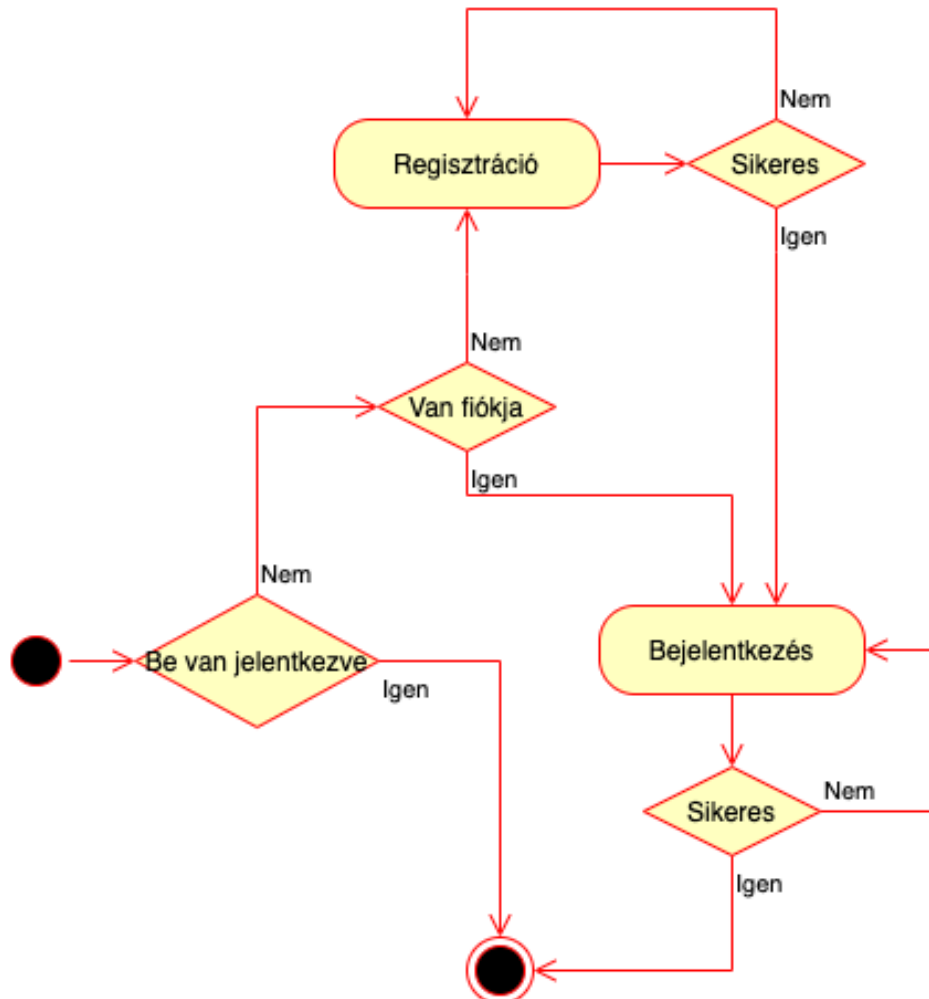 Nem
Regisztráció
Sikeres
Igen
Nem
Van fiókja
Igen
Nem
Be van jelentkezve
Igen
Bejelentkezés
Sikeres
Nem
Igen